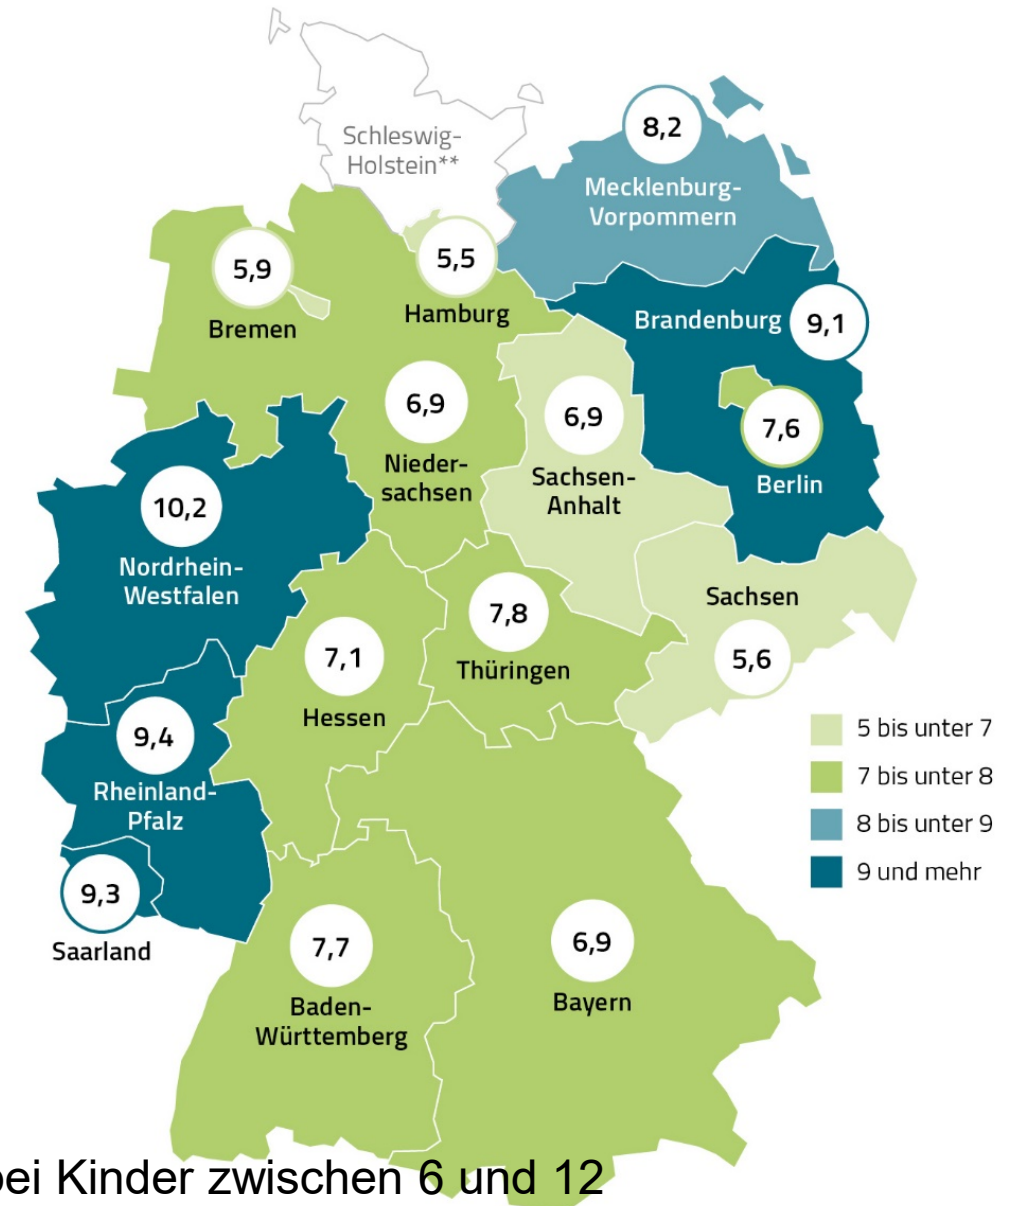 Schleswig-
Holstein**
8,2
Mecklenburg-
Vorpommern
5,9
Bremen
5,5
Hamburg
Brandenburg
9,1
6,9
Nieder-
sachsen
6,9
Sachsen-
Anhalt
7,6
Berlin
10,2
Nordrhein-
Westfalen
Sachsen
5,6
7,8
Thüringen
7,1
Hessen
9,4
Rheinland-
Pfalz
5 bis unter 7
7 bis unter 8
8 bis unter 9
9 und mehr
9,3
Saarland
7,7
Baden-
Württemberg
6,9
Bayern
bei Kinder zwischen 6 und 12